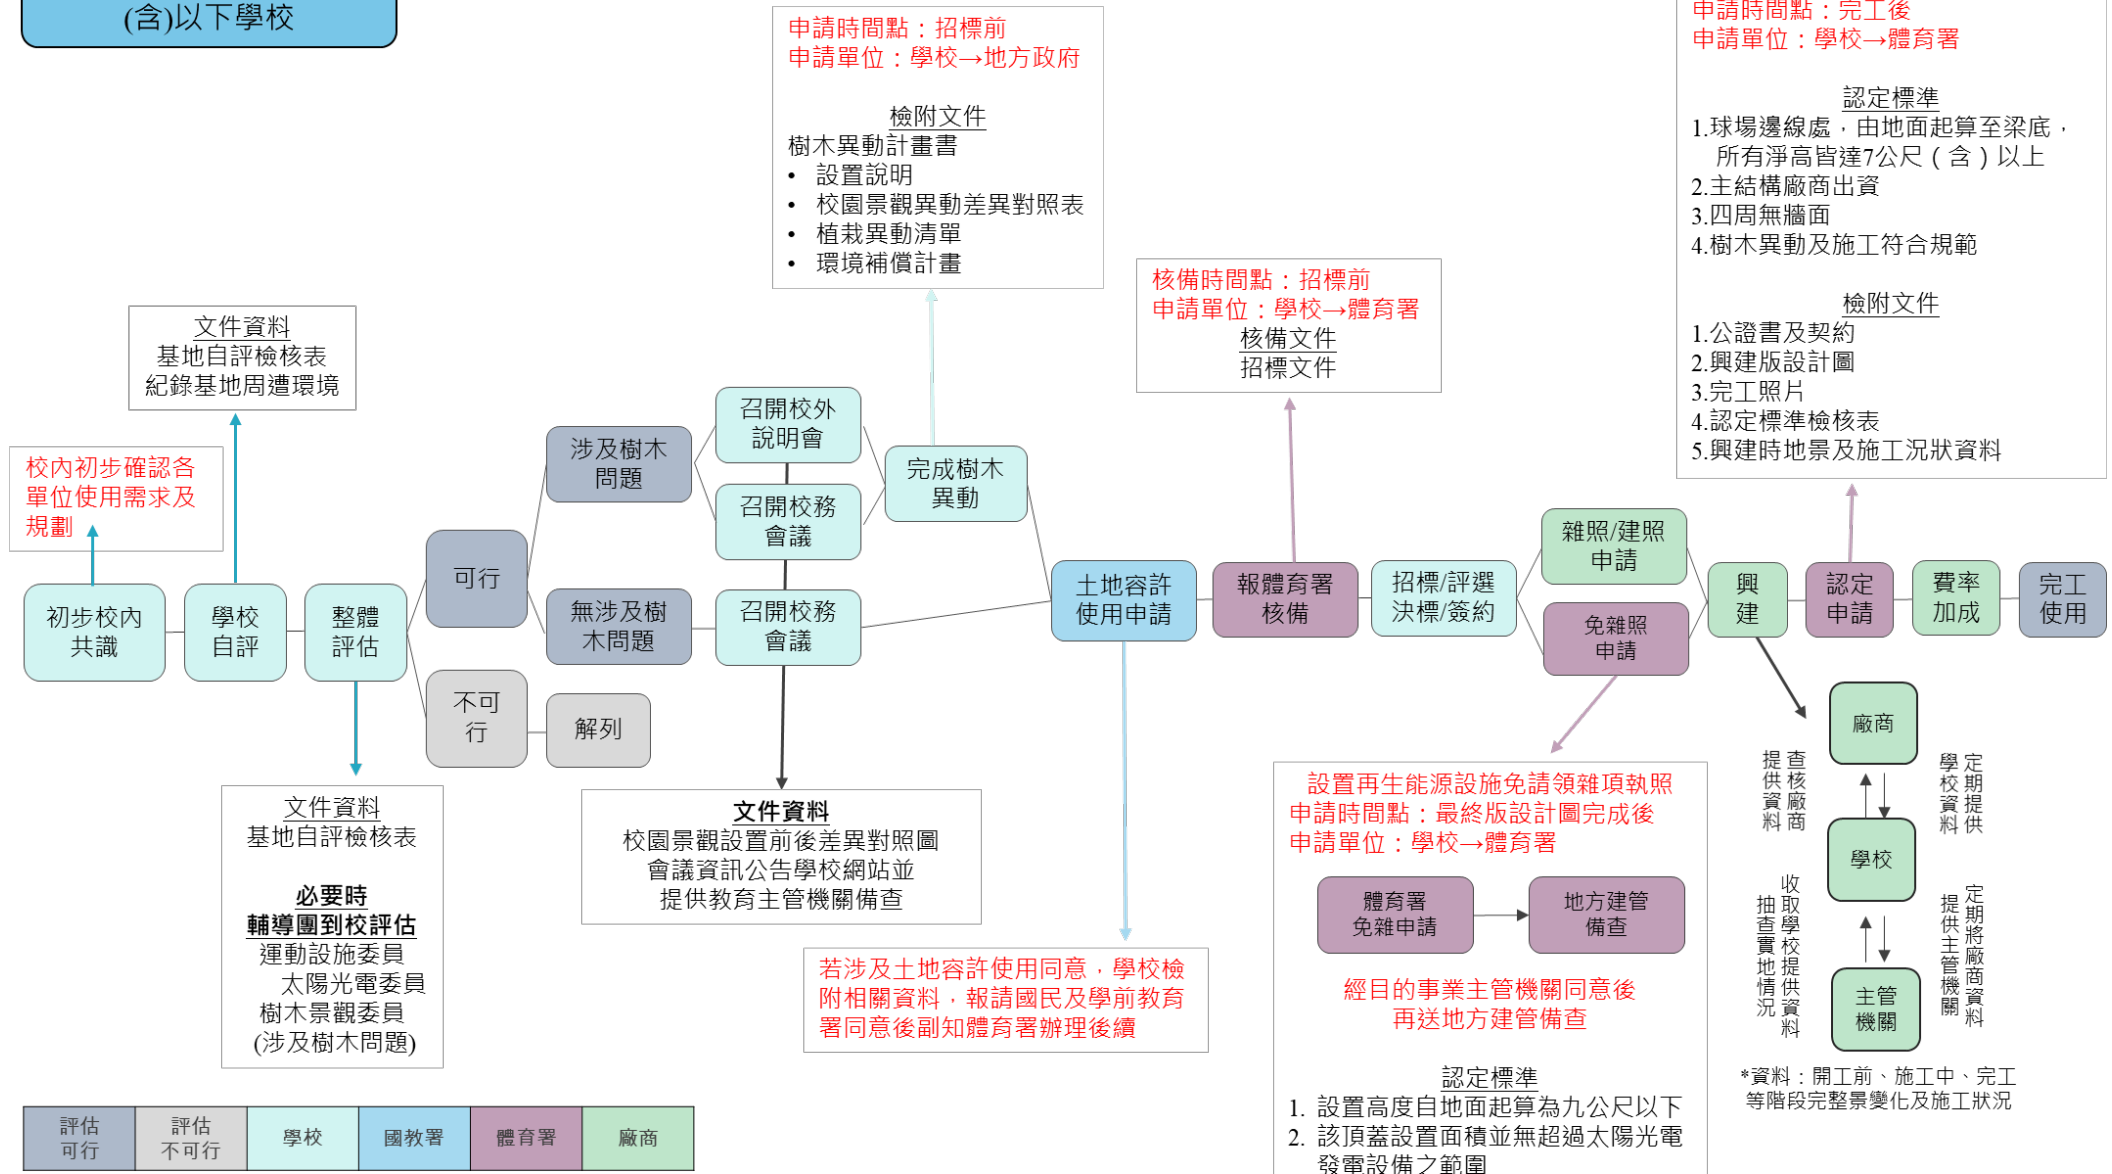 (含)以下學校
申請時間點：招標前
申請單位：學校→地方政府
檢附文件
樹木異動計畫書
• 設置說明
• 校園景觀異動差異對照表
• 植栽異動清單
• 環境補償計畫
申請時間點：完工後
申請單位：學校→體育署
認定標準
1.球場邊線處，由地面起算至梁底，
所有淨高皆達7公尺（含）以上
2.主結構廠商出資
3.四周無牆面
4.樹木異動及施工符合規範
檢附文件
1.公證書及契約
2.興建版設計圖
3.完工照片
4.認定標準檢核表
5.興建時地景及施工況狀資料
核備時間點：招標前
申請單位：學校→體育署
核備文件
招標文件
文件資料
基地自評檢核表
紀錄基地周遭環境
校內初步確認各
單位使用需求及
規劃
初步校內
共識
學校
自評
整體
評估
可行
不可
行
解列
涉及樹木
問題
無涉及樹
木問題
召開校外
說明會
召開校務
會議
召開校務
會議
完成樹木
異動
土地容許
使用申請
報體育署
核備
招標/評選
決標/簽約
雜照/建照
申請
免雜照
申請
興
建
認定
申請
費率
加成
完工
使用
文件資料
基地自評檢核表
必要時
輔導團到校評估
運動設施委員
太陽光電委員
樹木景觀委員
(涉及樹木問題)
文件資料
校園景觀設置前後差異對照圖
會議資訊公告學校網站並
提供教育主管機關備查
若涉及土地容許使用同意，學校檢
附相關資料，報請國民及學前教育
署同意後副知體育署辦理後續
設置再生能源設施免請領雜項執照
申請時間點：最終版設計圖完成後
申請單位：學校→體育署
體育署
免雜申請
地方建管
備查
經目的事業主管機關同意後
再送地方建管備查
認定標準
1. 設置高度自地面起算為九公尺以下
2. 該頂蓋設置面積並無超過太陽光電
發電設備之範圍
廠商
查核廠商
提供資料
定期提供
學校資料
學校
收取學校提供資料
抽查實地情況
定期將廠商資料
提供主管機關
主管
機關
*資料：開工前、施工中、完工
等階段完整景變化及施工狀況
評估
可行
評估
不可行
學校
國教署
體育署
廠商